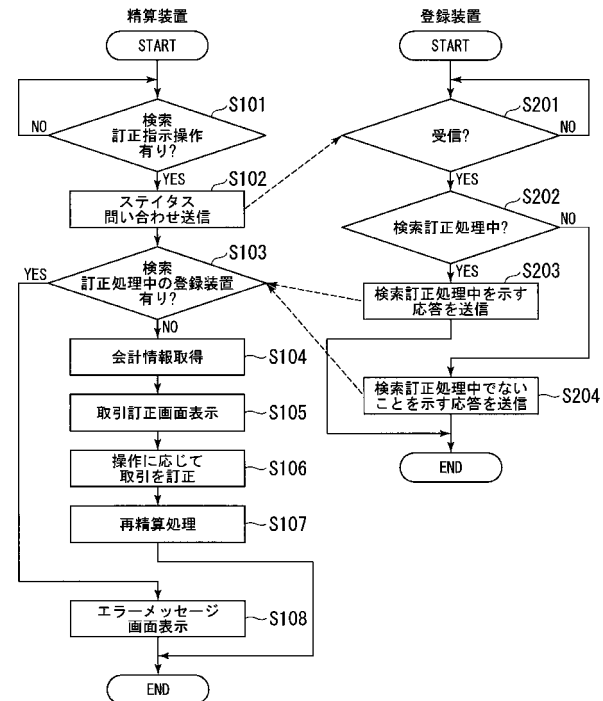 精算装置
START
S101
検索
訂正指示操作
有り?
NO
YES
S102
ステイタス
問い合わせ送信
S103
検索
訂正処理中の登録装置
有り?
YES
NO
会計情報取得
S104
取引訂正画面表示
S105
操作に応じて
取引を訂正
S106
再精算処理
S107
エラーメッセージ
画面表示
S108
END
登録装置
START
S201
受信?
NO
YES
S202
検索訂正処理中?
NO
YES
S203
検索訂正処理中を示す
応答を送信
検索訂正処理中でない
ことを示す応答を送信
S204
END